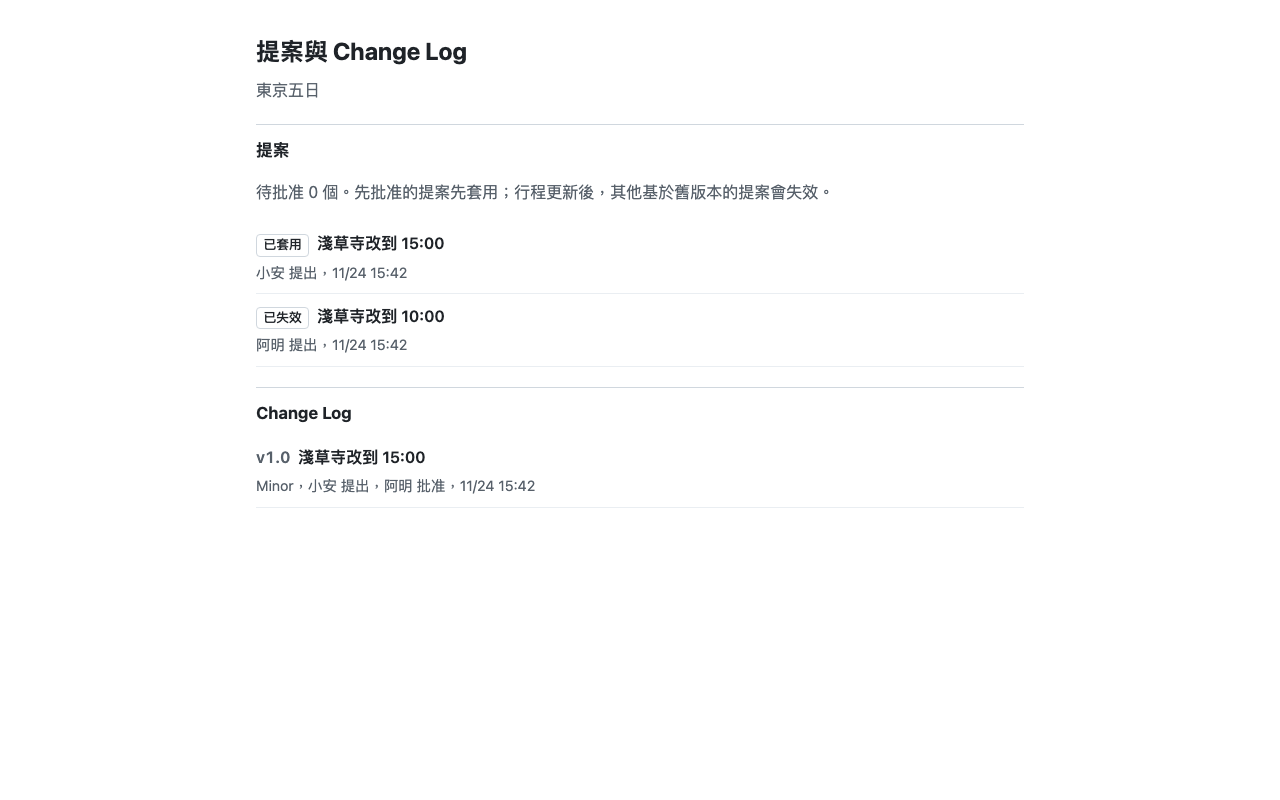 提案與 Change Log
東京五日
提案
待批准 0 個。先批准的提案先套用；行程更新後，其他基於舊版本的提案會失效。
已套用 淺草寺改到 15:00
小安 提出，11/24 15:42
已失效 淺草寺改到 10:00
阿明 提出，11/24 15:42
Change Log
v1.0 淺草寺改到 15:00
Minor，小安 提出，阿明 批准，11/24 15:42